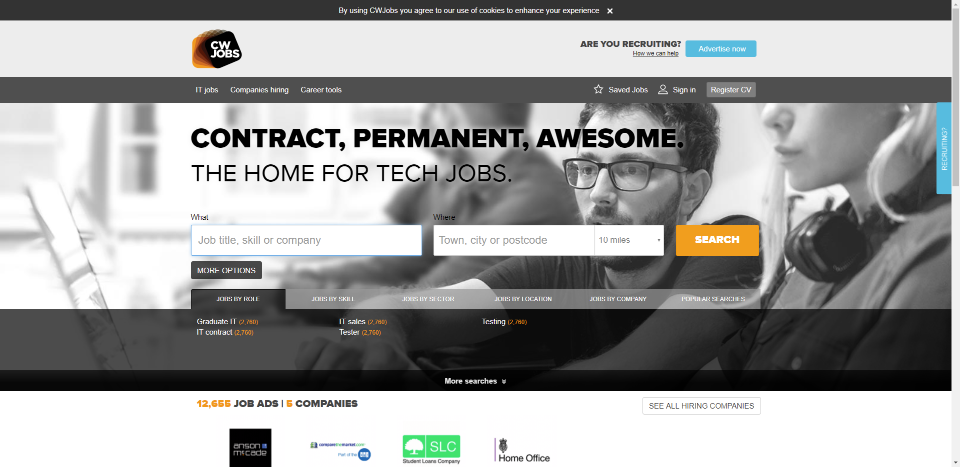 By using CWJobs you agree to our use of cookies to enhance your experience ✕
CW
JOBS
ARE YOU RECRUITING?
How we can help
Advertise now
IT jobs Companies hiring Career tools
Saved Jobs Sign in Register CV
RECRUITING?
CONTRACT, PERMANENT, AWESOME.
THE HOME FOR TECH JOBS.
What Where
Job title, skill or company Town, city or postcode 10 miles SEARCH
MORE OPTIONS
JOBS BY ROLE JOBS BY SKILL JOBS BY SECTOR JOBS BY LOCATION JOBS BY COMPANY POPULAR SEARCHES
Graduate IT (2,760) IT sales (2,760) Testing (2,760)
IT contract (2,760) Tester (2,760)
More searches
12,655 JOB ADS | 5 COMPANIES
SEE ALL HIRING COMPANIES
anson
mccade
comparethemarket.com
Part of the
SLC
Student Loans Company
Home Office